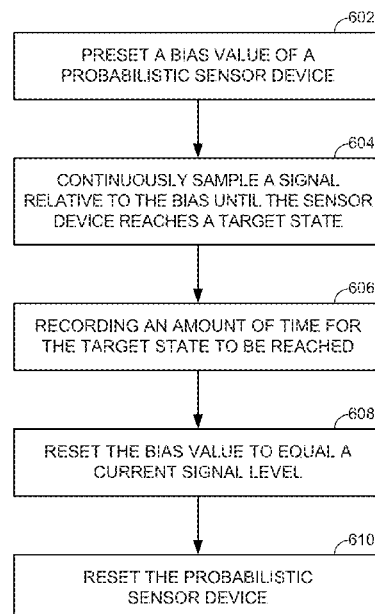 602
PRESET A BIAS VALUE OF A
PROBABILISTIC SENSOR DEVICE
604
CONTINUOUSLY SAMPLE A SIGNAL
RELATIVE TO THE BIAS UNTIL THE SENSOR
DEVICE REACHES A TARGET STATE
606
RECORDING AN AMOUNT OF TIME FOR
THE TARGET STATE TO BE REACHED
608
RESET THE BIAS VALUE TO EQUAL A
CURRENT SIGNAL LEVEL
610
RESET THE PROBABILISTIC
SENSOR DEVICE